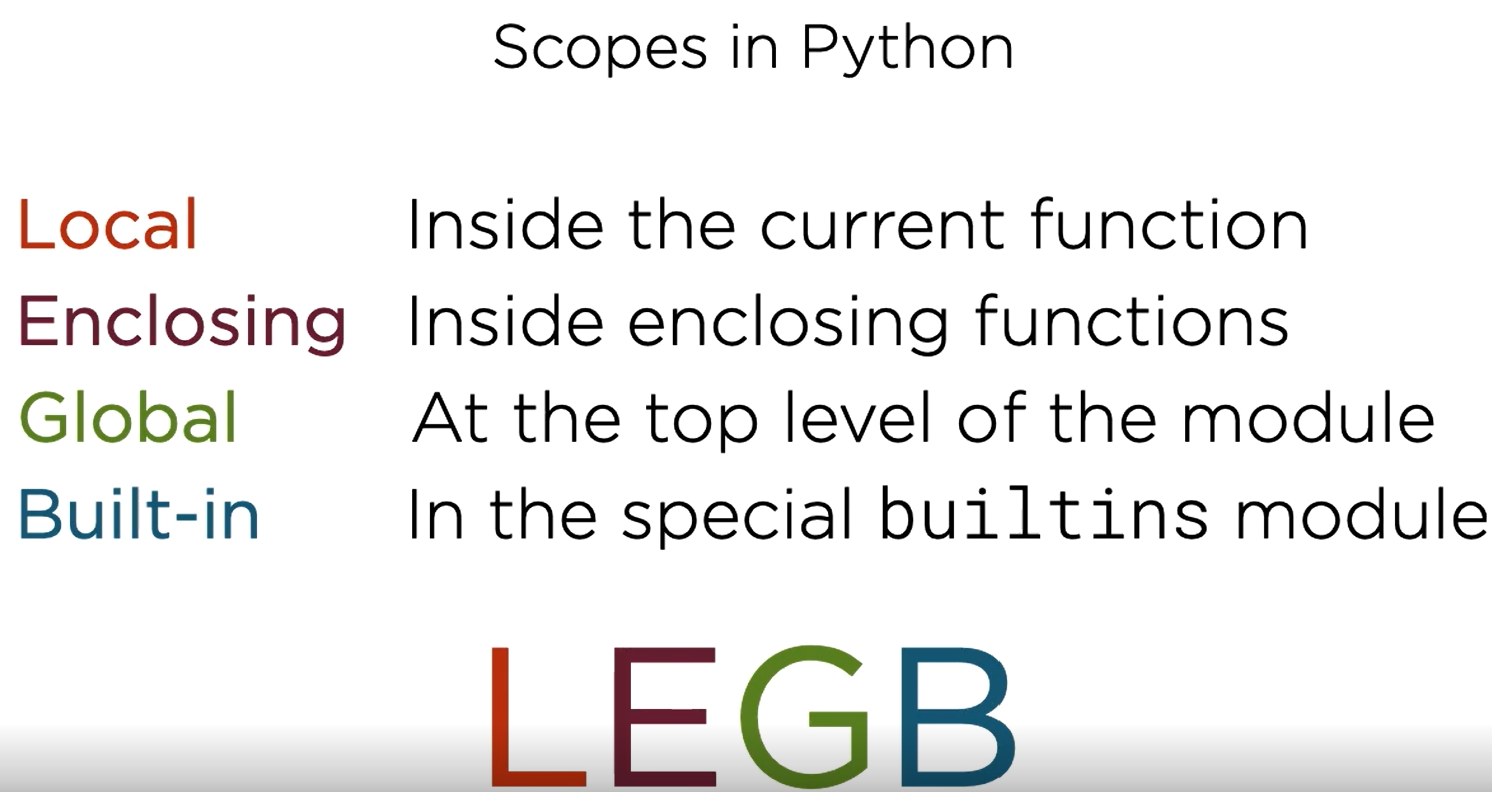 Scopes in Python
Local Inside the current function
Enclosing Inside enclosing functions
Global At the top level of the module
Built-in In the special builtins module
LEGB